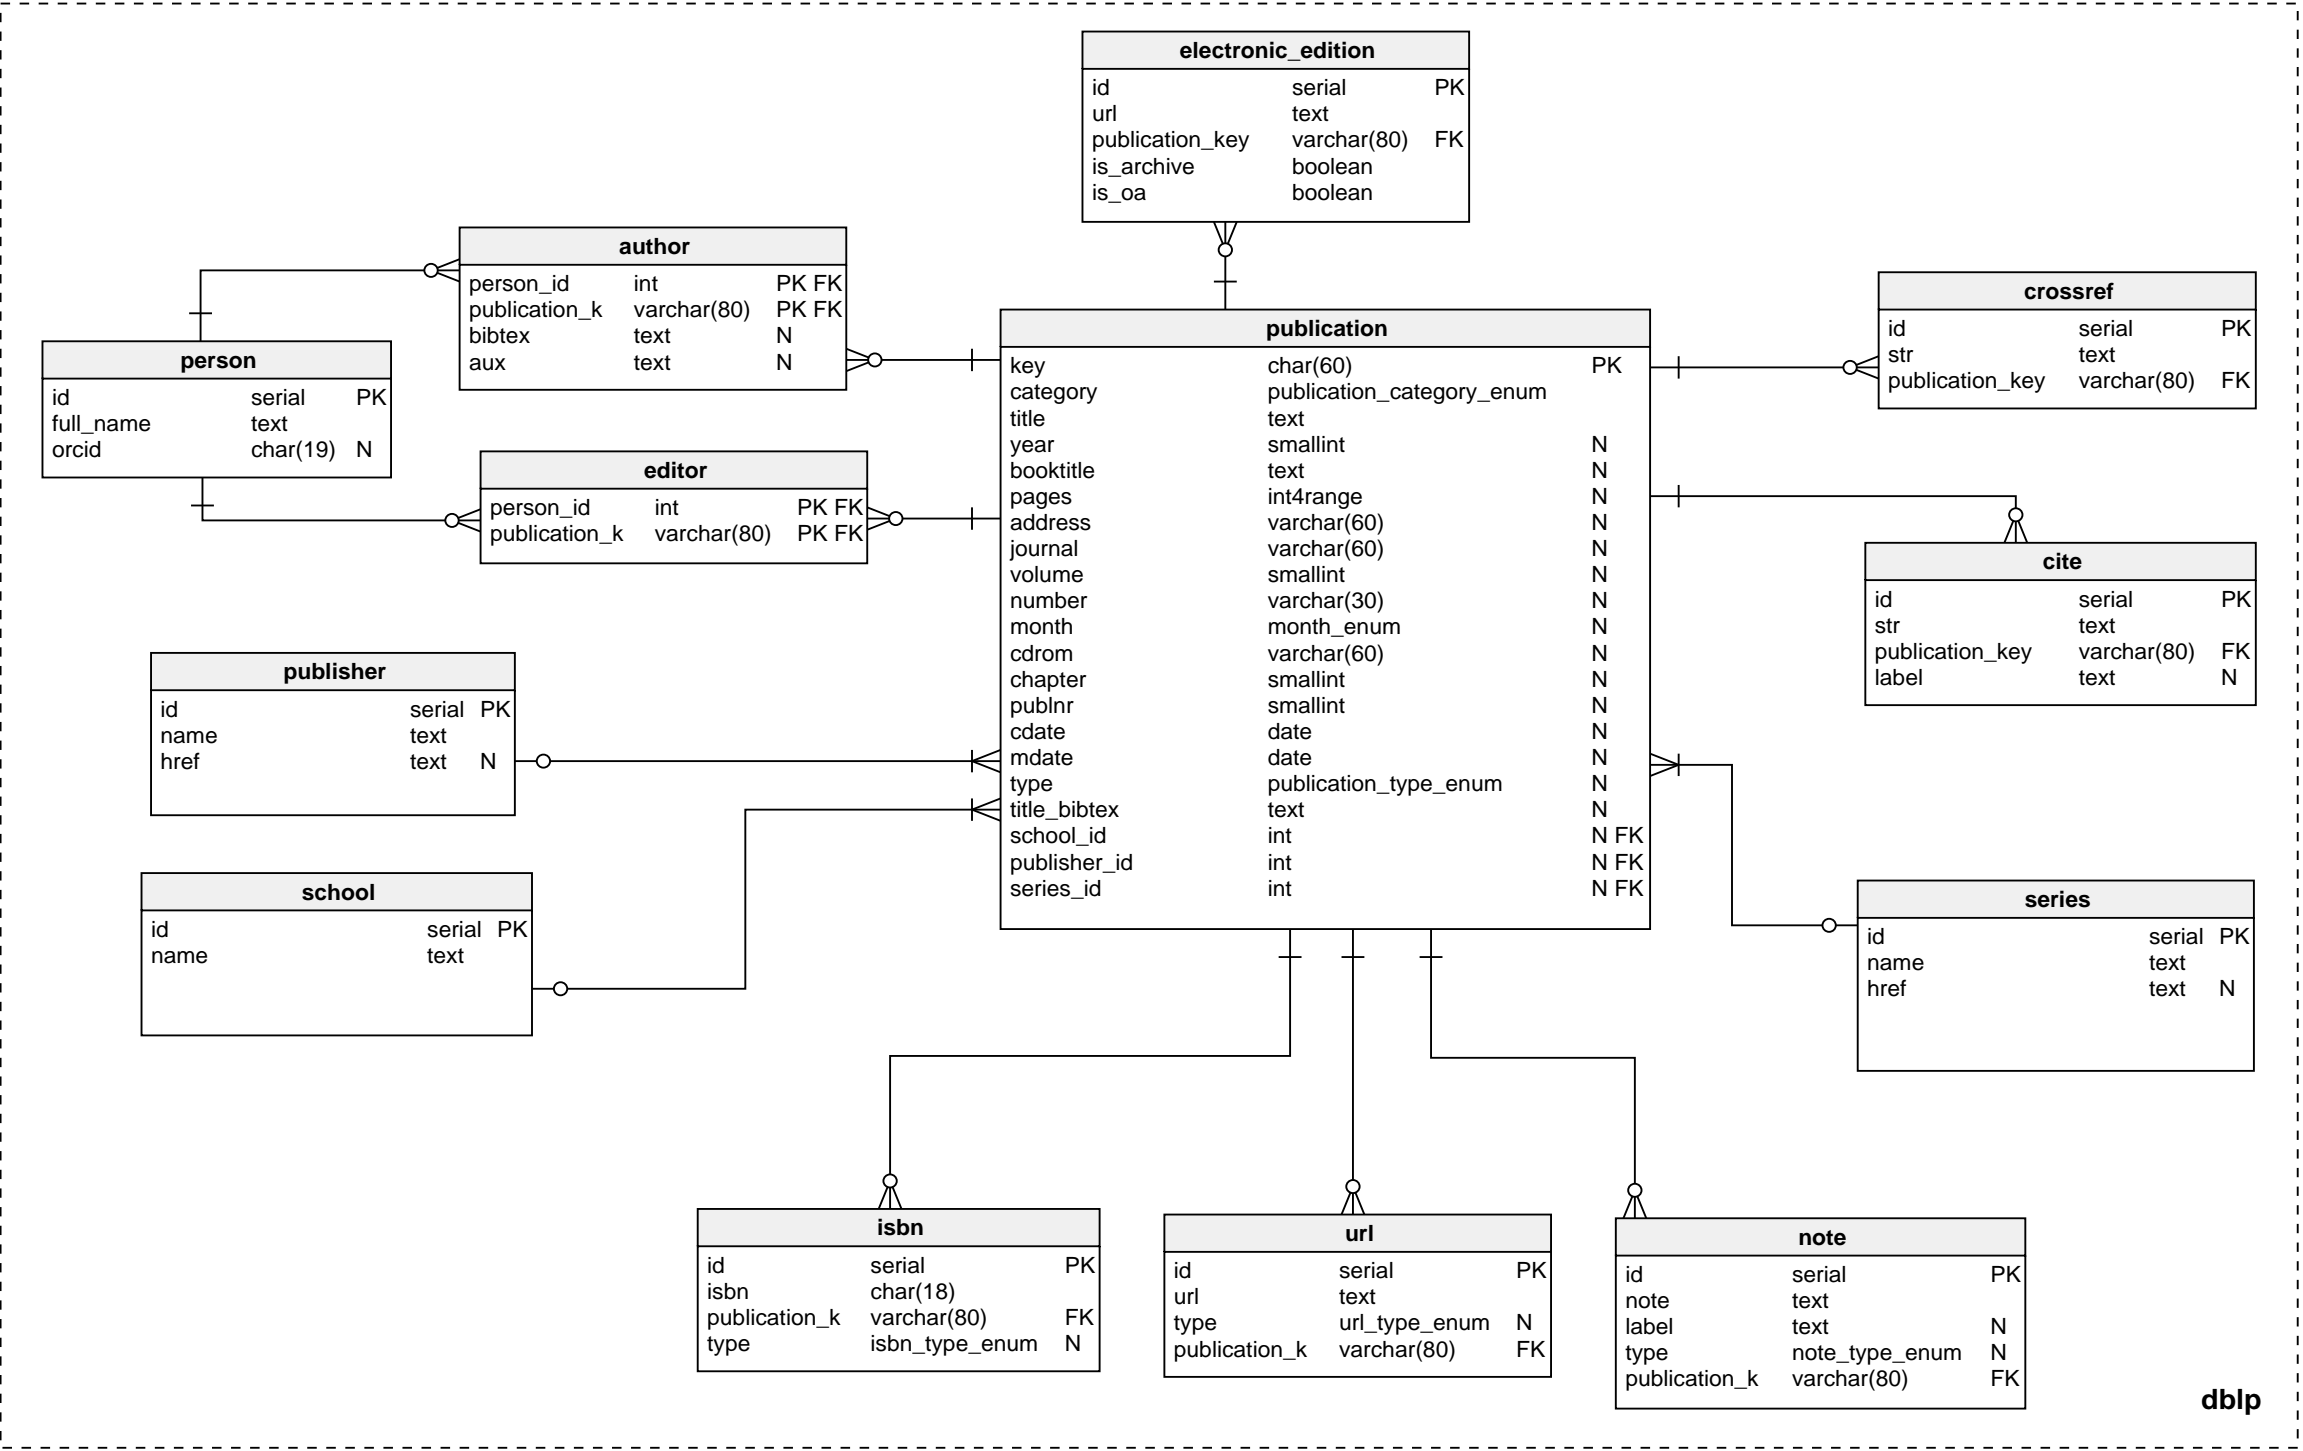 electronic_edition
id serial PK
url text
publication_key varchar(80) FK
is_archive boolean
is_oa boolean
author
person_id int PK FK
publication_k varchar(80) PK FK
bibtex text N
aux text N
person
id serial PK
full_name text
orcid char(19) N
editor
person_id int PK FK
publication_k varchar(80) PK FK
publication
key char(60) PK
category publication_category_enum
title text
year smallint N
booktitle text N
pages int4range N
address varchar(60) N
journal varchar(60) N
volume smallint N
number varchar(30) N
month month_enum N
cdrom varchar(60) N
chapter smallint N
publnr smallint N
cdate date N
mdate date N
type publication_type_enum N
title_bibtex text N
school_id int N FK
publisher_id int N FK
series_id int N FK
crossref
id serial PK
str text
publication_key varchar(80) FK
cite
id serial PK
str text
publication_key varchar(80) FK
label text N
publisher
id serial PK
name text
href text N
school
id serial PK
name text
series
id serial PK
name text
href text N
isbn
id serial PK
isbn char(18)
publication_k varchar(80) FK
type isbn_type_enum N
url
id serial PK
url text
type url_type_enum N
publication_k varchar(80) FK
note
id serial PK
note text
label text N
type note_type_enum N
publication_k varchar(80) FK
dblp